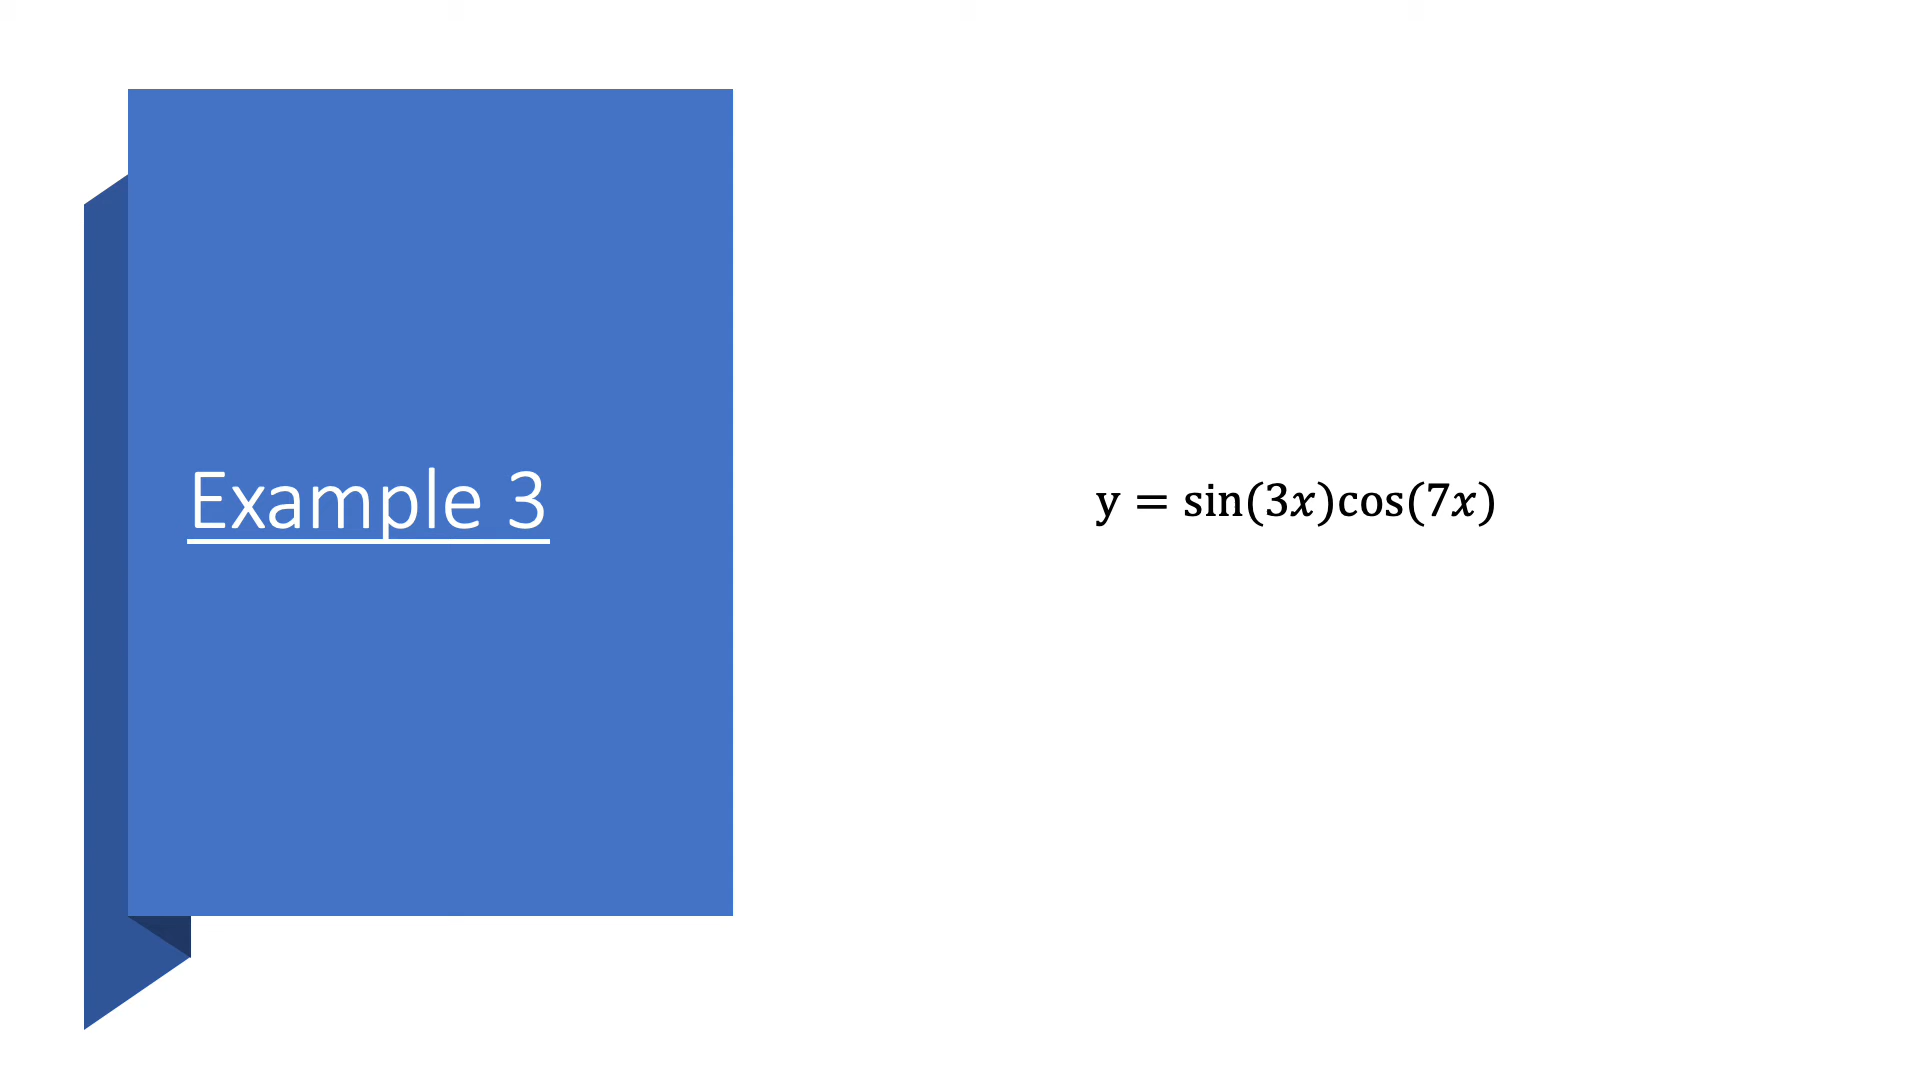 Example 3
y = sin(3x)cos(7x)